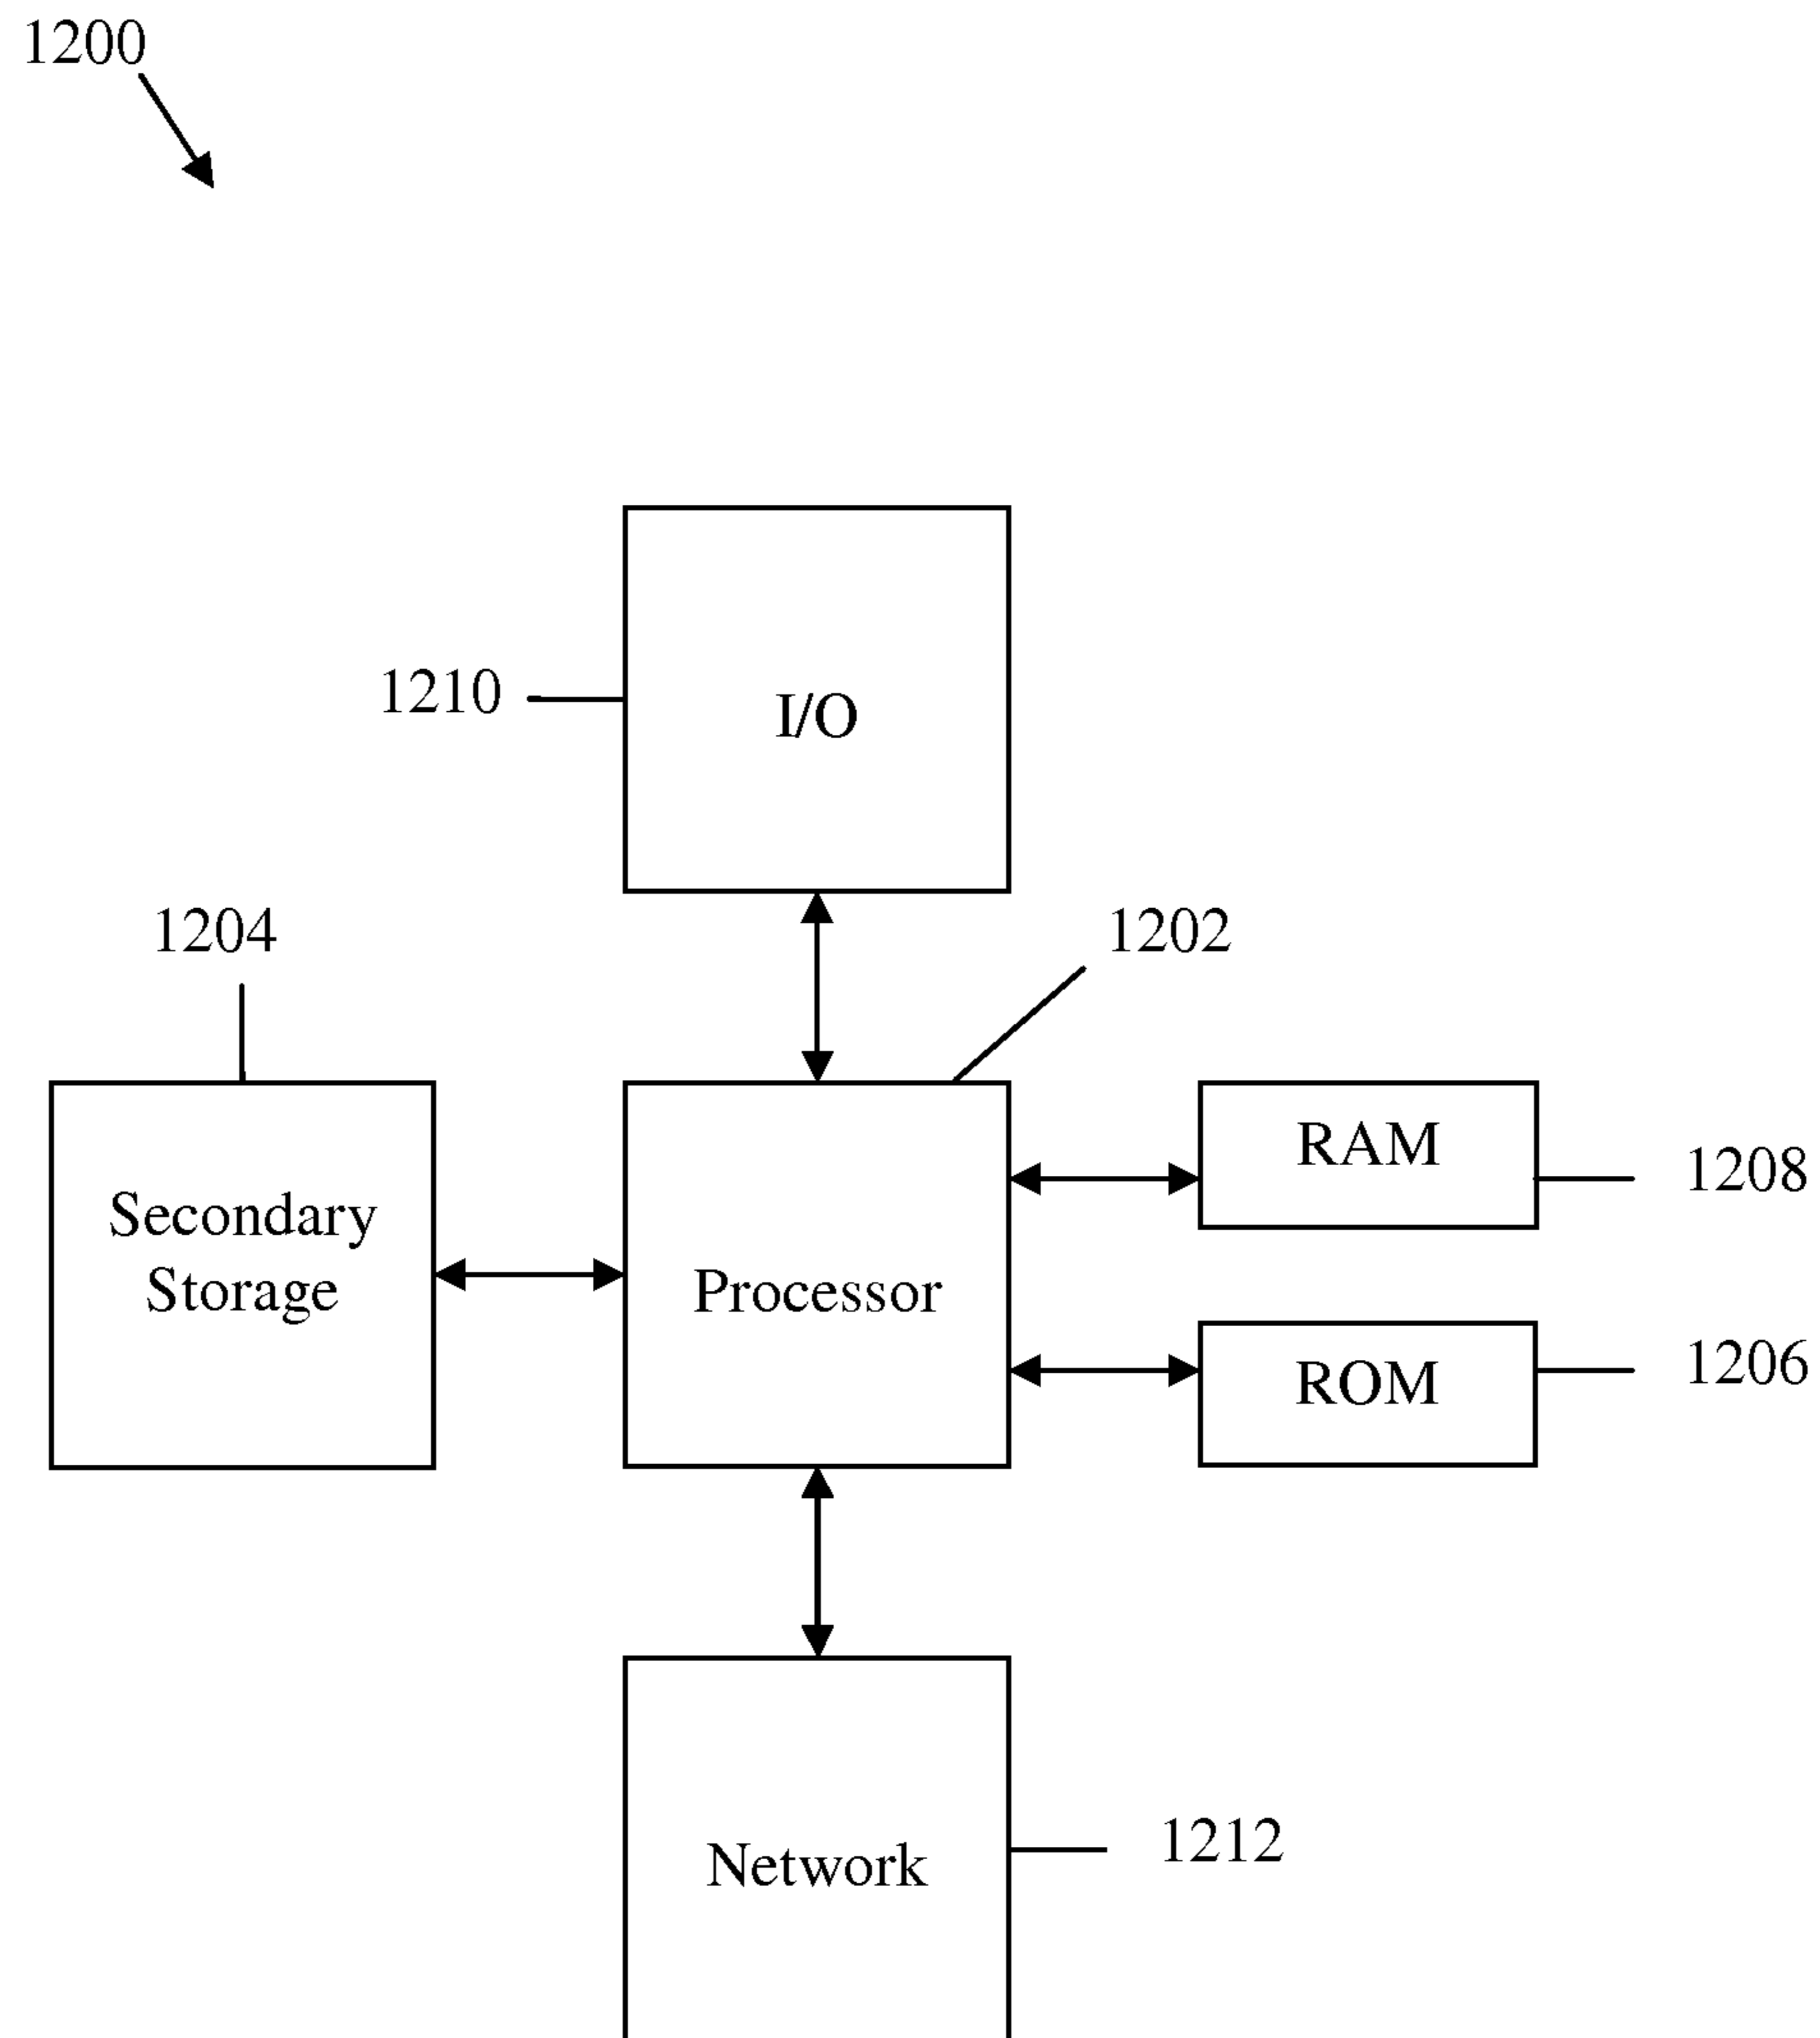 1200
I/O
1210
1204
1202
RAM
1208
Secondary
Storage
Processor
ROM
1206
Network
1212